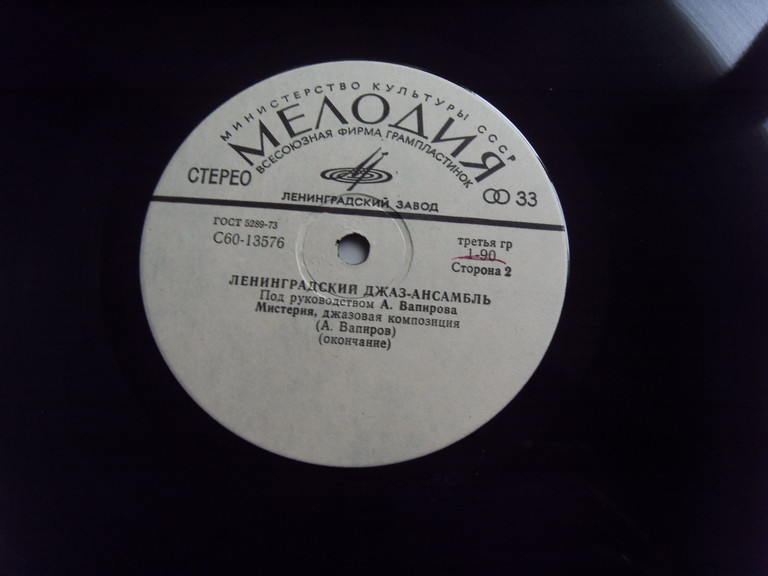 МИНИСТЕРСТВО КУЛЬТУРЫ СССР
МЕЛОДИЯ
ВСЕСОЮЗНАЯ ФИРМА ГРАМПЛАСТИНОК
СТЕРЕО
33
ЛЕНИНГРАДСКИЙ ЗАВОД
ГОСТ 5289-73
С60-13576
третья гр
1-90
Сторона 2
ЛЕНИНГРАДСКИЙ ДЖАЗ-АНСАМБЛЬ
Под руководством А. Вапирова
Мистерия, джазовая композиция
(А. Вапиров)
(окончание)